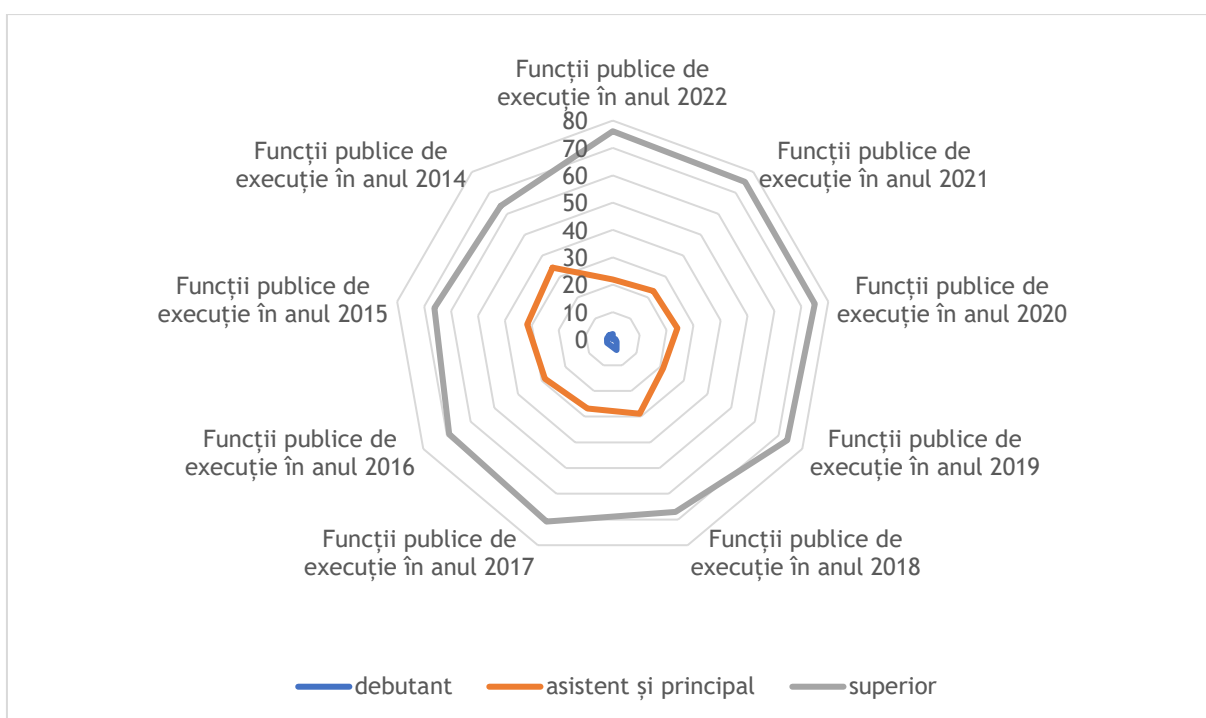 Funcții publice de
execuție în anul 2022
80
70
60
50
40
30
20
10
0
Funcții publice de
execuție în anul 2021
Funcții publice de
execuție în anul 2020
Funcții publice de
execuție în anul 2019
Funcții publice de
execuție în anul 2018
Funcții publice de
execuție în anul 2017
Funcții publice de
execuție în anul 2016
Funcții publice de
execuție în anul 2015
Funcții publice de
execuție în anul 2014
debutant
asistent și principal
superior